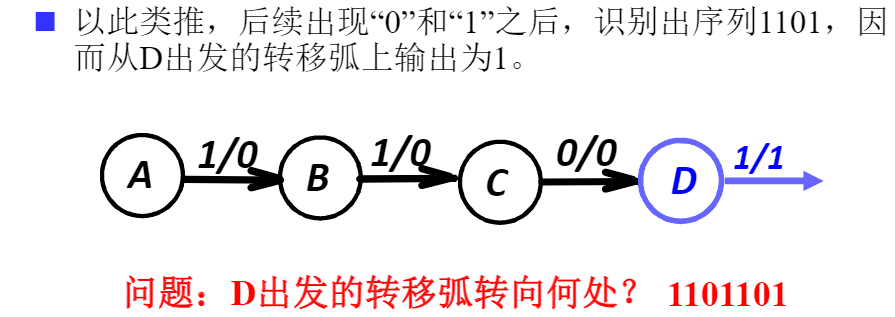 ■ 以此类推，后续出现“0”和“1”之后，识别出序列1101，因
而从D出发的转移弧上输出为1。
A 1/0 B 1/0 C 0/0 D 1/1
问题：D出发的转移弧转向何处？ 1101101